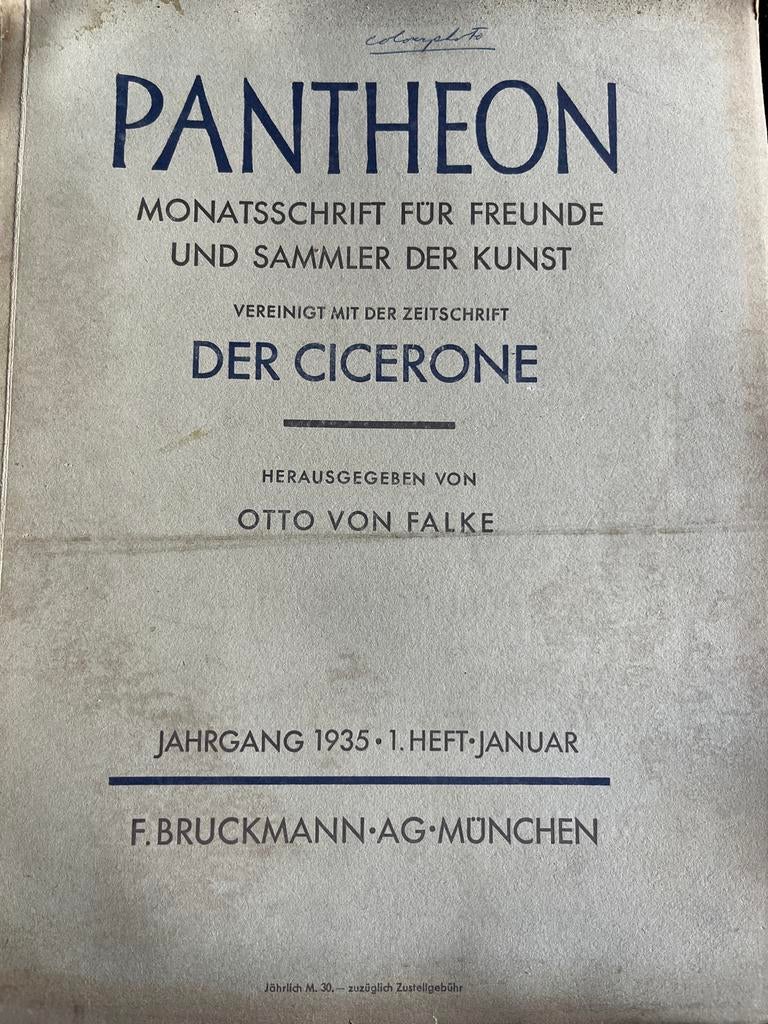 colourphoto
PANTHEON
MONATSSCHRIFT FÜR FREUNDE
UND SAMMLER DER KUNST
VEREINIGT MIT DER ZEITSCHRIFT
DER CICERONE
HERAUSGEGEBEN VON
OTTO VON FALKE
JAHRGANG 1935 • 1. HEFT • JANUAR
F. BRUCKMANN • AG • MÜNCHEN
Jährlich M. 30.— zuzüglich Zustellgebühr